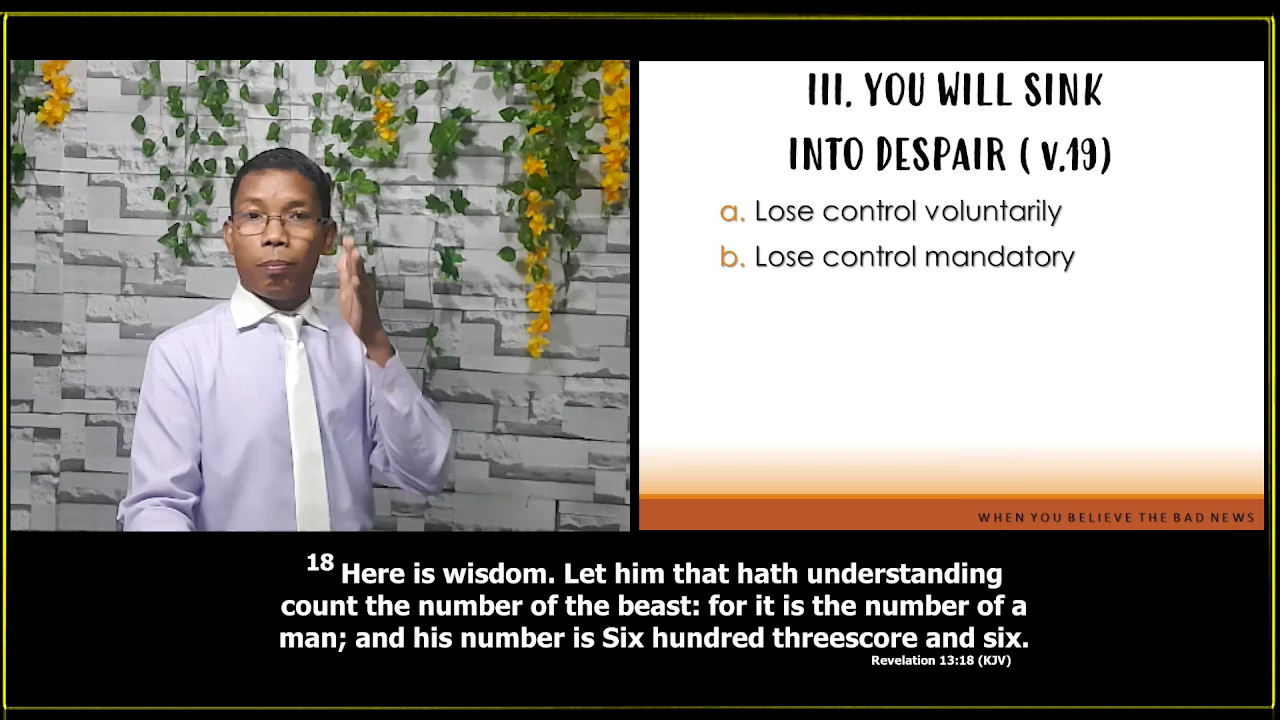 III. YOU WILL SINK
INTO DESPAIR ( v.19)
a. Lose control voluntarily
b. Lose control mandatory
WHEN YOU BELIEVE THE BAD NEWS
18 Here is wisdom. Let him that hath understanding
count the number of the beast: for it is the number of a
man; and his number is Six hundred threescore and six.
Revelation 13:18 (KJV)